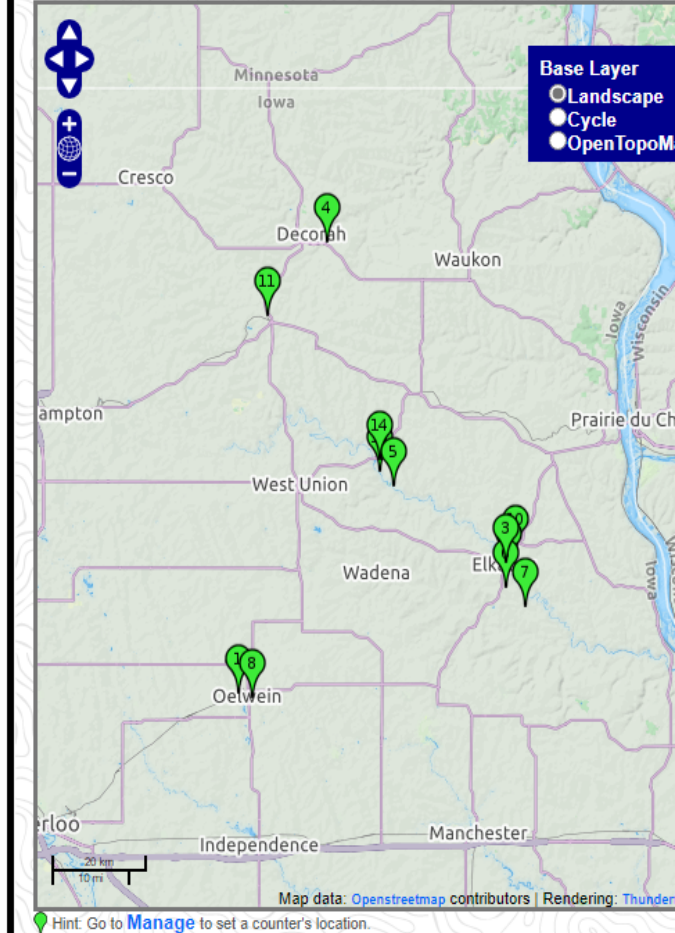 Minnesota
Iowa
Base Layer
Landscape
Cycle
OpenTopoMa
Cresco
4
Decorah
Waukon
11
Iowa
Wisconsin
ampton
14
5
Prairie du Ch
West Union
3
Elk
7
Wadena
Iowa
8
Oelwein
erloo
Independence
Manchester
20 km
10 mi
Map data: Openstreetmap contributors | Rendering: Thunderf
Hint: Go to Manage to set a counter's location.